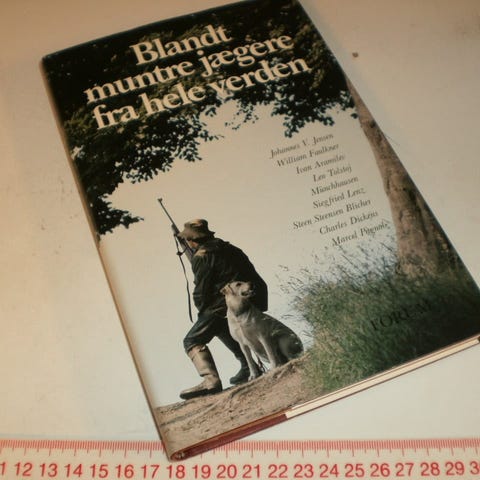 Blandt
muntre jægere
fra hele verden
Johannes V. Jensen
William Faulkner
Ivan Aramilev
Leo Tolstoj
Münchhausen
Siegfried Lenz
Steen Steensen Blicher
Charles Dickens
Marcel Pagnol
FORUM
11 12 13 14 15 16 17 18 19 20 21 22 23 24 25 26 27 28 29 30